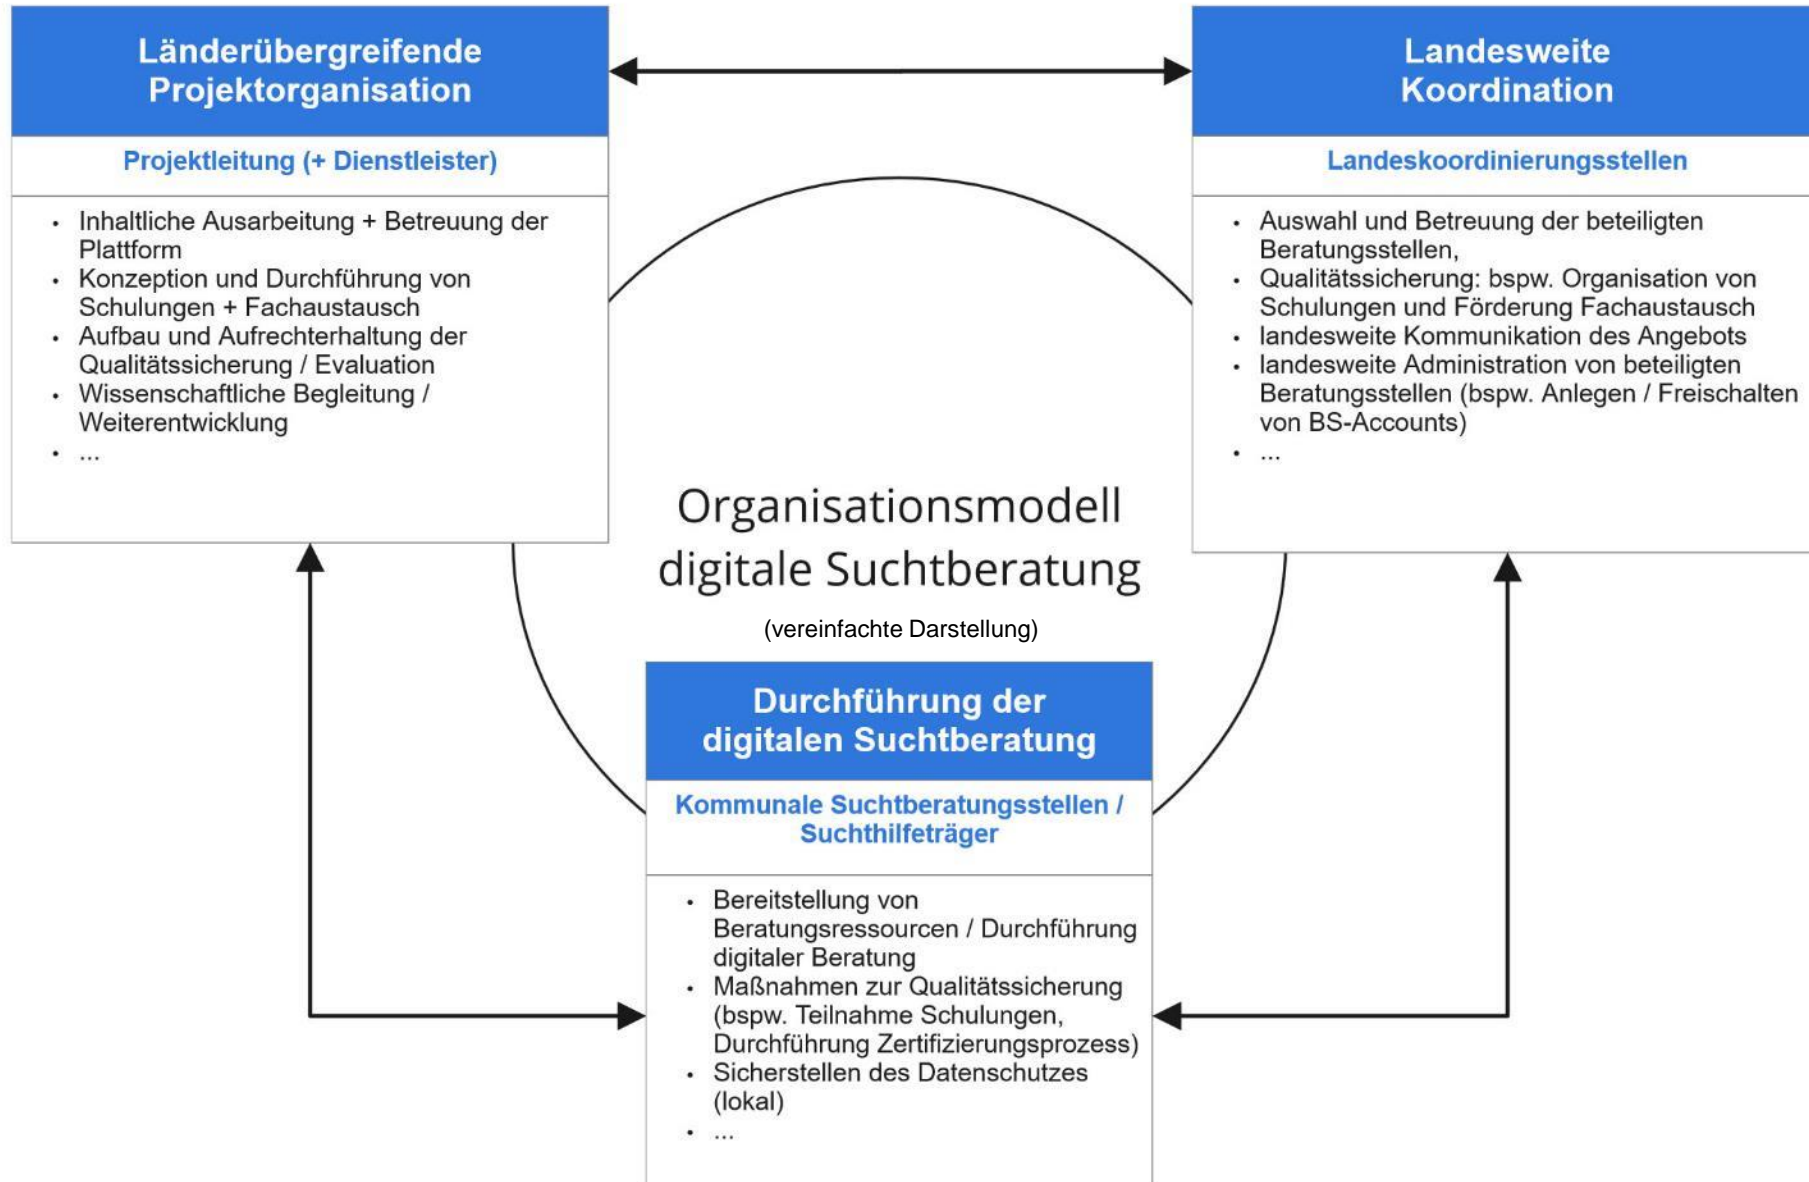 Länderübergreifende
Projektorganisation
Projektleitung (+ Dienstleister)
• Inhaltliche Ausarbeitung + Betreuung der
Plattform
• Konzeption und Durchführung von
Schulungen + Fachaustausch
• Aufbau und Aufrechterhaltung der
Qualitätssicherung / Evaluation
• Wissenschaftliche Begleitung /
Weiterentwicklung
• ...
Landesweite
Koordination
Landeskoordinierungsstellen
• Auswahl und Betreuung der beteiligten
Beratungsstellen,
• Qualitätssicherung: bspw. Organisation von
Schulungen und Förderung Fachaustausch
• landesweite Kommunikation des Angebots
• landesweite Administration von beteiligten
Beratungsstellen (bspw. Anlegen / Freischalten
von BS-Accounts)
• ...
Organisationsmodell
digitale Suchtberatung
(vereinfachte Darstellung)
Durchführung der
digitalen Suchtberatung
Kommunale Suchtberatungsstellen /
Suchthilfeträger
• Bereitstellung von
Beratungsressourcen / Durchführung
digitaler Beratung
• Maßnahmen zur Qualitätssicherung
(bspw. Teilnahme Schulungen,
Durchführung Zertifizierungsprozess)
• Sicherstellen des Datenschutzes
(lokal)
• ...